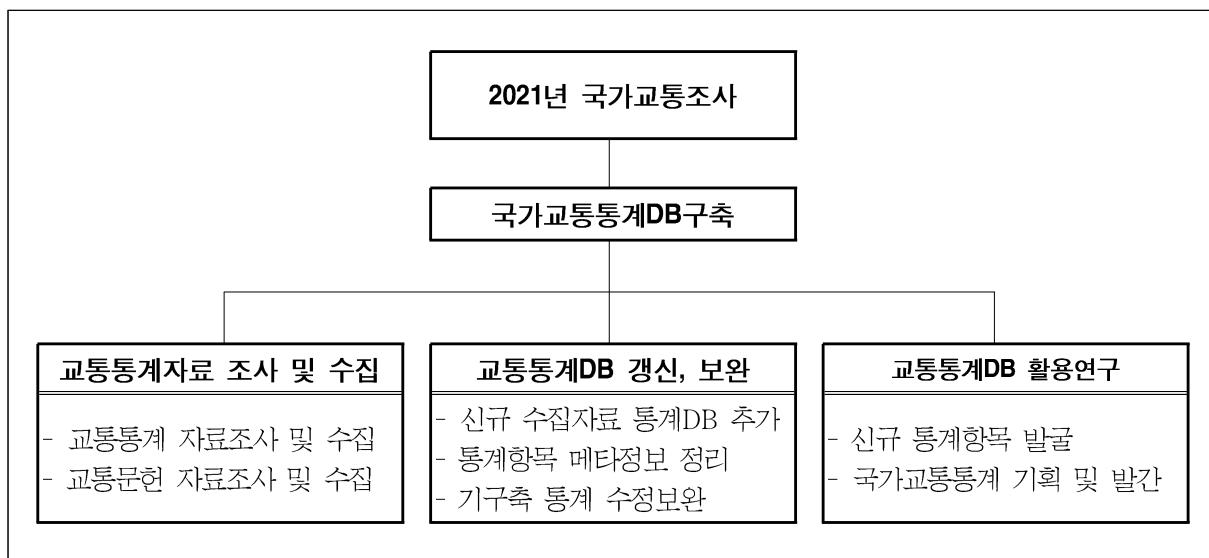 2021년 국가교통조사
국가교통통계DB구축
교통통계자료 조사 및 수집
- 교통통계 자료조사 및 수집
- 교통문헌 자료조사 및 수집
교통통계DB 갱신, 보완
- 신규 수집자료 통계DB 추가
- 통계항목 메타정보 정리
- 기구축 통계 수정보완
교통통계DB 활용연구
- 신규 통계항목 발굴
- 국가교통통계 기획 및 발간